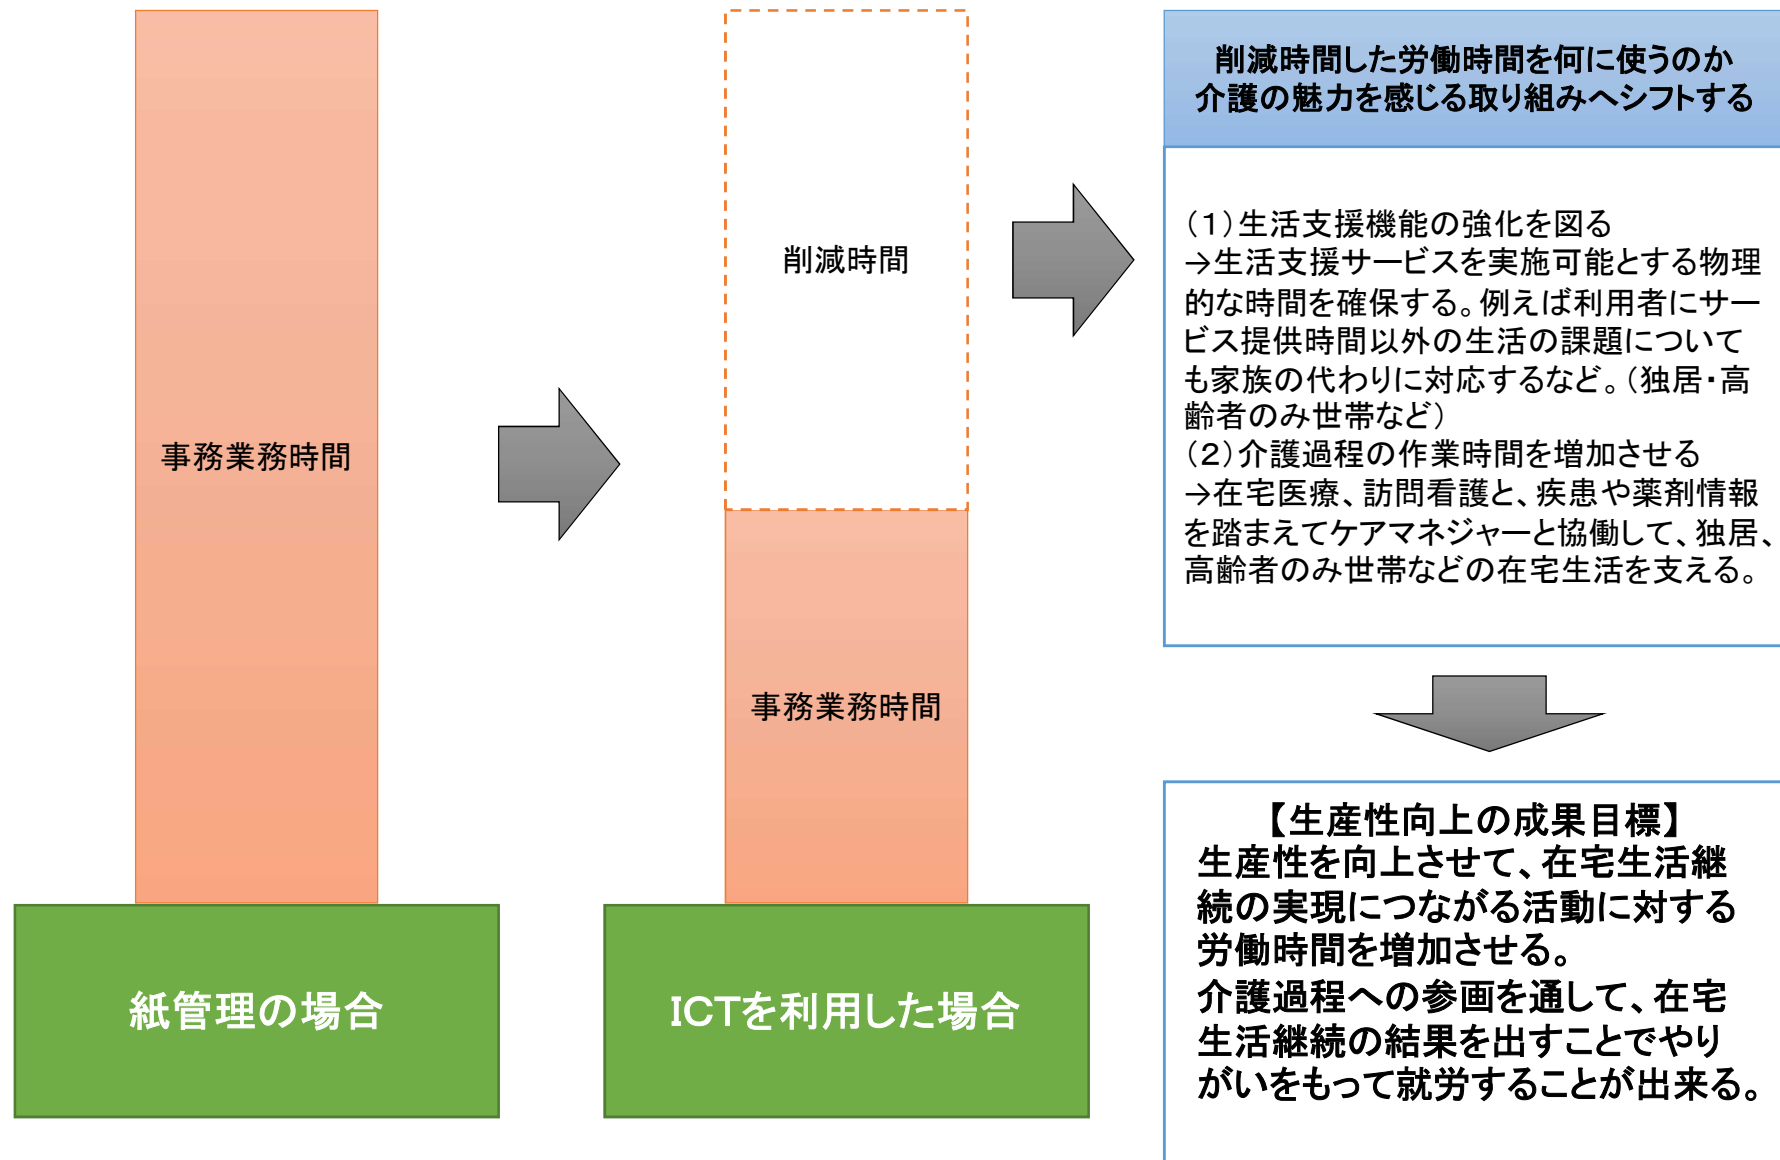 事務業務時間
紙管理の場合
削減時間
事務業務時間
ICTを利用した場合
削減時間した労働時間を何に使うのか
介護の魅力を感じる取り組みへシフトする
(1)生活支援機能の強化を図る
→生活支援サービスを実施可能とする物理
的な時間を確保する。例えば利用者にサー
ビス提供時間以外の生活の課題について
も家族の代わりに対応するなど。(独居・高
齢者のみ世帯など)
(2)介護過程の作業時間を増加させる
→在宅医療、訪問看護と、疾患や薬剤情報
を踏まえてケアマネジャーと協働して、独居、
高齢者のみ世帯などの在宅生活を支える。
【生産性向上の成果目標】
生産性を向上させて、在宅生活継
続の実現につながる活動に対する
労働時間を増加させる。
介護過程への参画を通して、在宅
生活継続の結果を出すことでやり
がいをもって就労することが出来る。